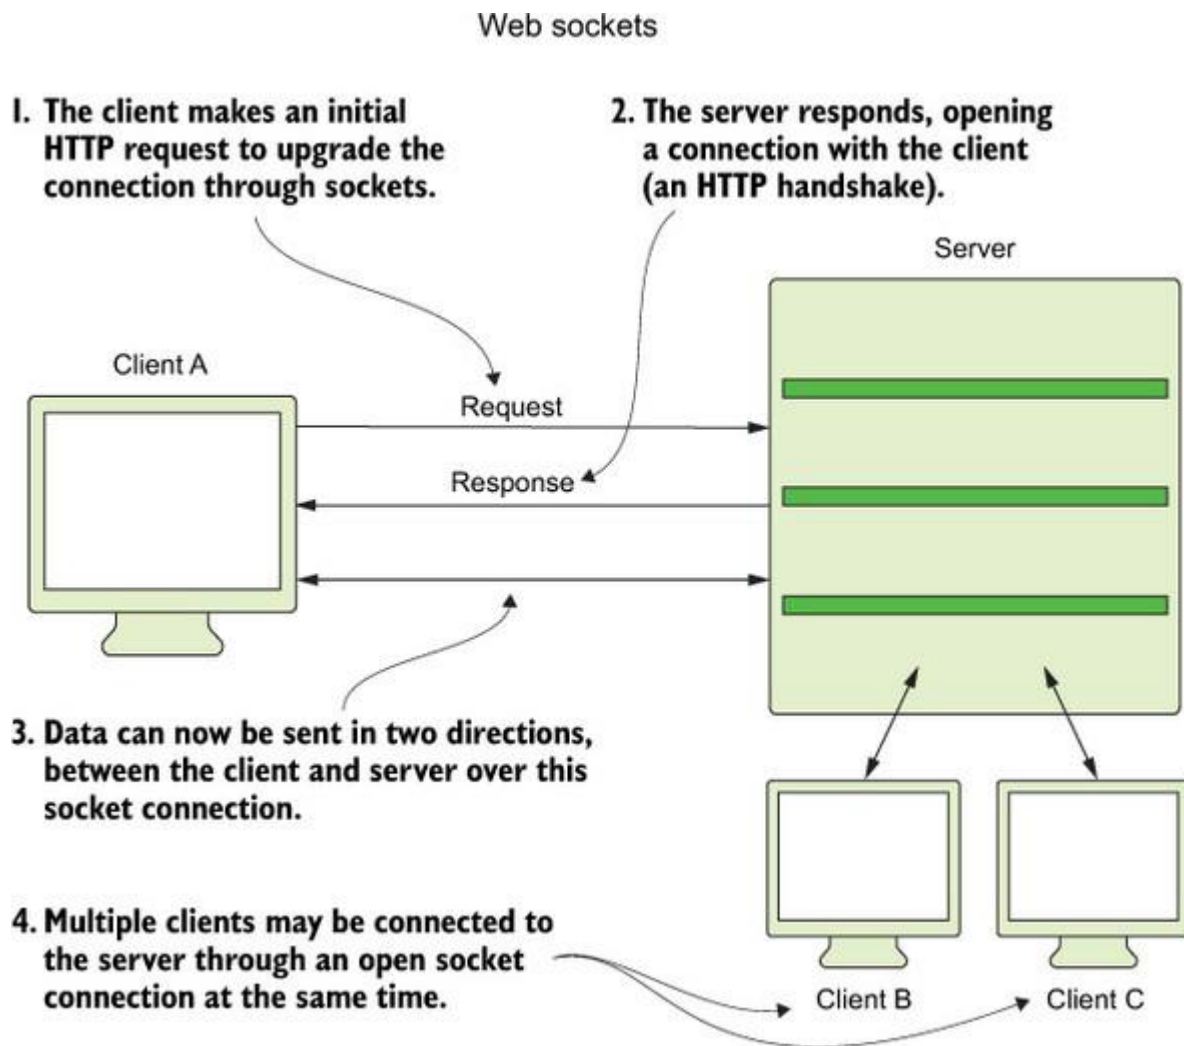 Web sockets
1. The client makes an initial
HTTP request to upgrade the
connection through sockets.
2. The server responds, opening
a connection with the client
(an HTTP handshake).
Server
Client A
Request
Response
3. Data can now be sent in two directions,
between the client and server over this
socket connection.
4. Multiple clients may be connected to
the server through an open socket
connection at the same time.
Client B
Client C